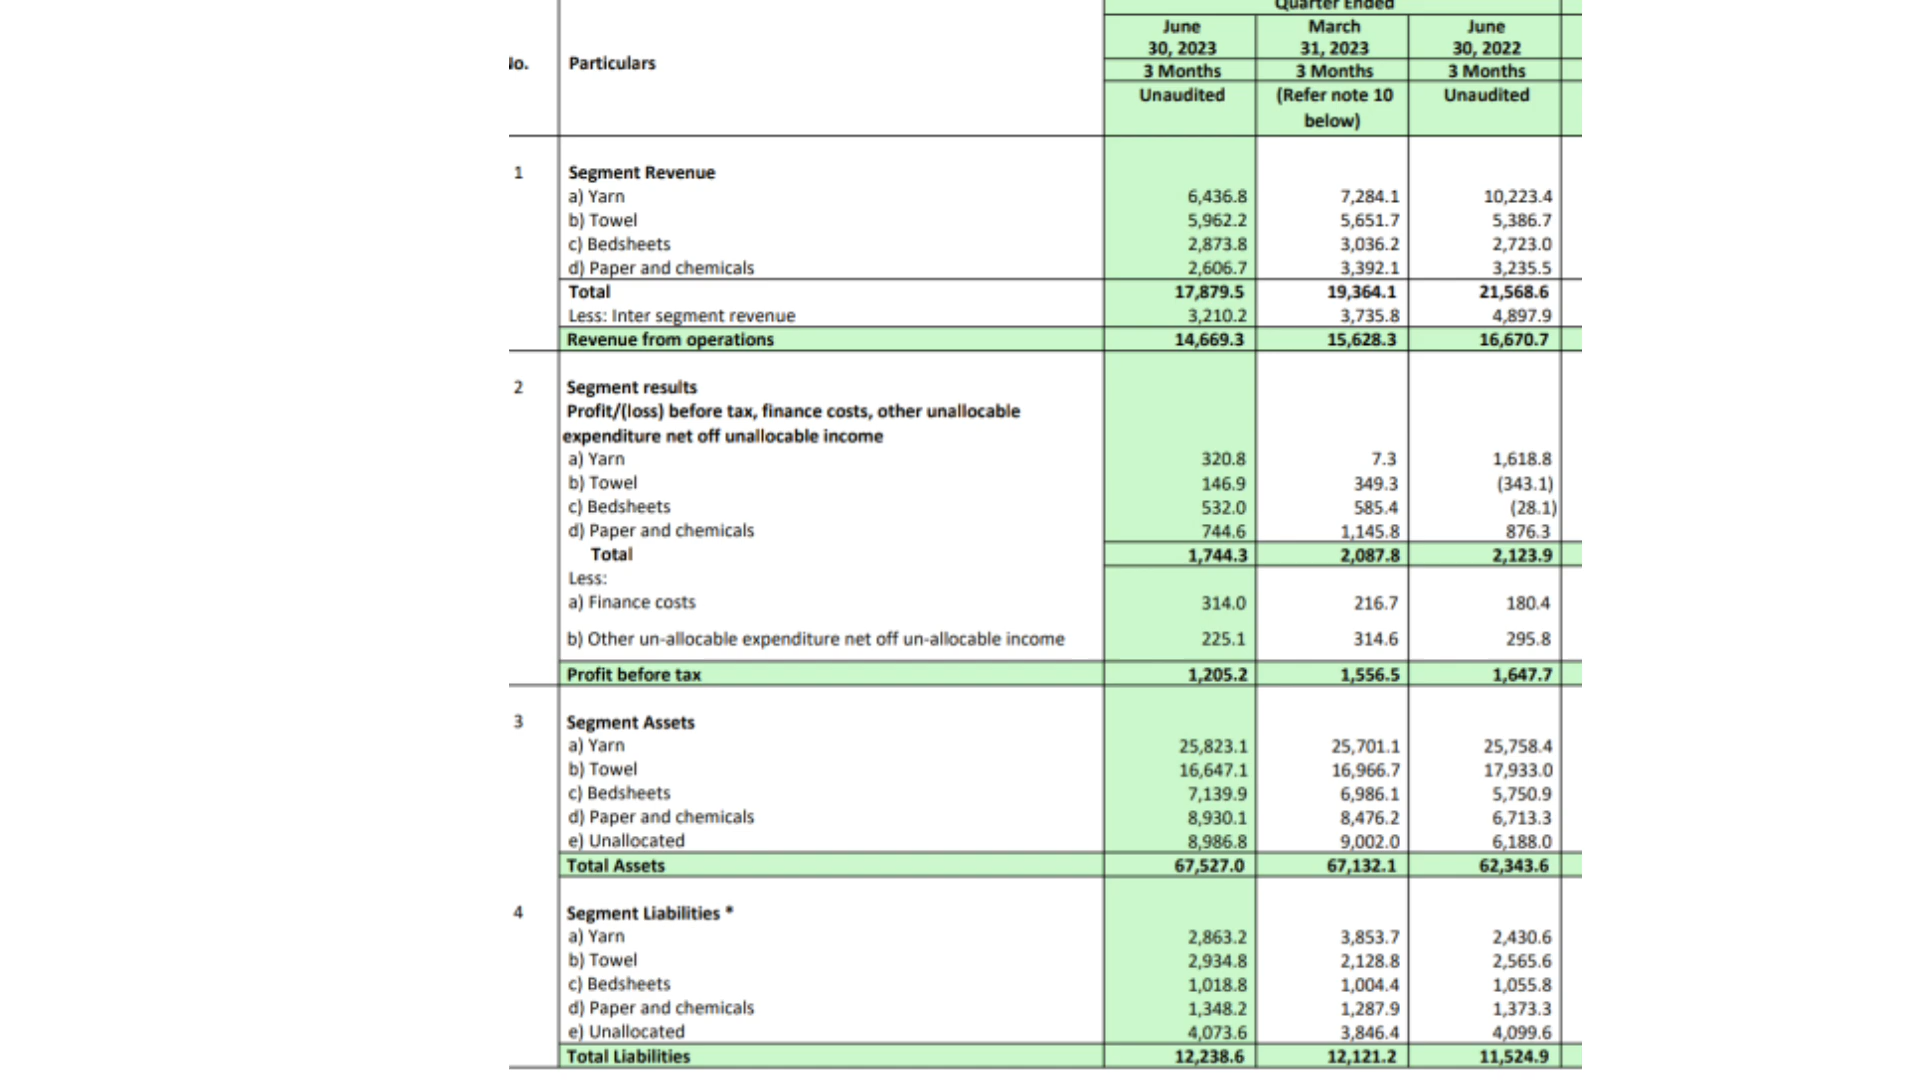 Quarter Ended
June March June
30, 2023 31, 2023 30, 2022
No. Particulars 3 Months 3 Months 3 Months
Unaudited (Refer note 10 below) Unaudited
1 Segment Revenue
a) Yarn 6,436.8 7,284.1 10,223.4
b) Towel 5,962.2 5,651.7 5,386.7
c) Bedsheets 2,873.8 3,036.2 2,723.0
d) Paper and chemicals 2,606.7 3,392.1 3,235.5
Total 17,879.5 19,364.1 21,568.6
Less: Inter segment revenue 3,210.2 3,735.8 4,897.9
Revenue from operations 14,669.3 15,628.3 16,670.7
2 Segment results
Profit/(loss) before tax, finance costs, other unallocable
expenditure net off unallocable income
a) Yarn 320.8 7.3 1,618.8
b) Towel 146.9 349.3 (343.1)
c) Bedsheets 532.0 585.4 (28.1)
d) Paper and chemicals 744.6 1,145.8 876.3
Total 1,744.3 2,087.8 2,123.9
Less:
a) Finance costs 314.0 216.7 180.4
b) Other un-allocable expenditure net off un-allocable income 225.1 314.6 295.8
Profit before tax 1,205.2 1,556.5 1,647.7
3 Segment Assets
a) Yarn 25,823.1 25,701.1 25,758.4
b) Towel 16,647.1 16,966.7 17,933.0
c) Bedsheets 7,139.9 6,986.1 5,750.9
d) Paper and chemicals 8,930.1 8,476.2 6,713.3
e) Unallocated 8,986.8 9,002.0 6,188.0
Total Assets 67,527.0 67,132.1 62,343.6
4 Segment Liabilities *
a) Yarn 2,863.2 3,853.7 2,430.6
b) Towel 2,934.8 2,128.8 2,565.6
c) Bedsheets 1,018.8 1,004.4 1,055.8
d) Paper and chemicals 1,348.2 1,287.9 1,373.3
e) Unallocated 4,073.6 3,846.4 4,099.6
Total Liabilities 12,238.6 12,121.2 11,524.9